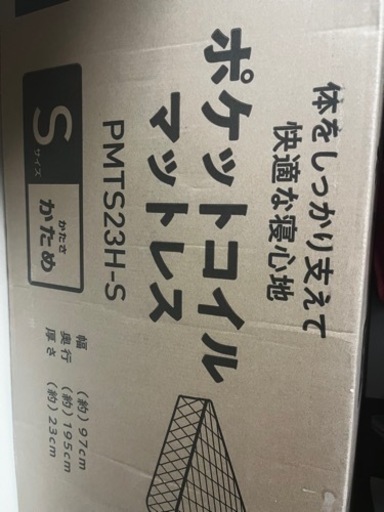 体をしっかり支えて
快適な寝心地
ポケットコイル
マットレス
PMTS23H-S
S
サイズ
かたさ
かため
幅 (約)97cm
奥行 (約)195cm
厚さ (約)23cm